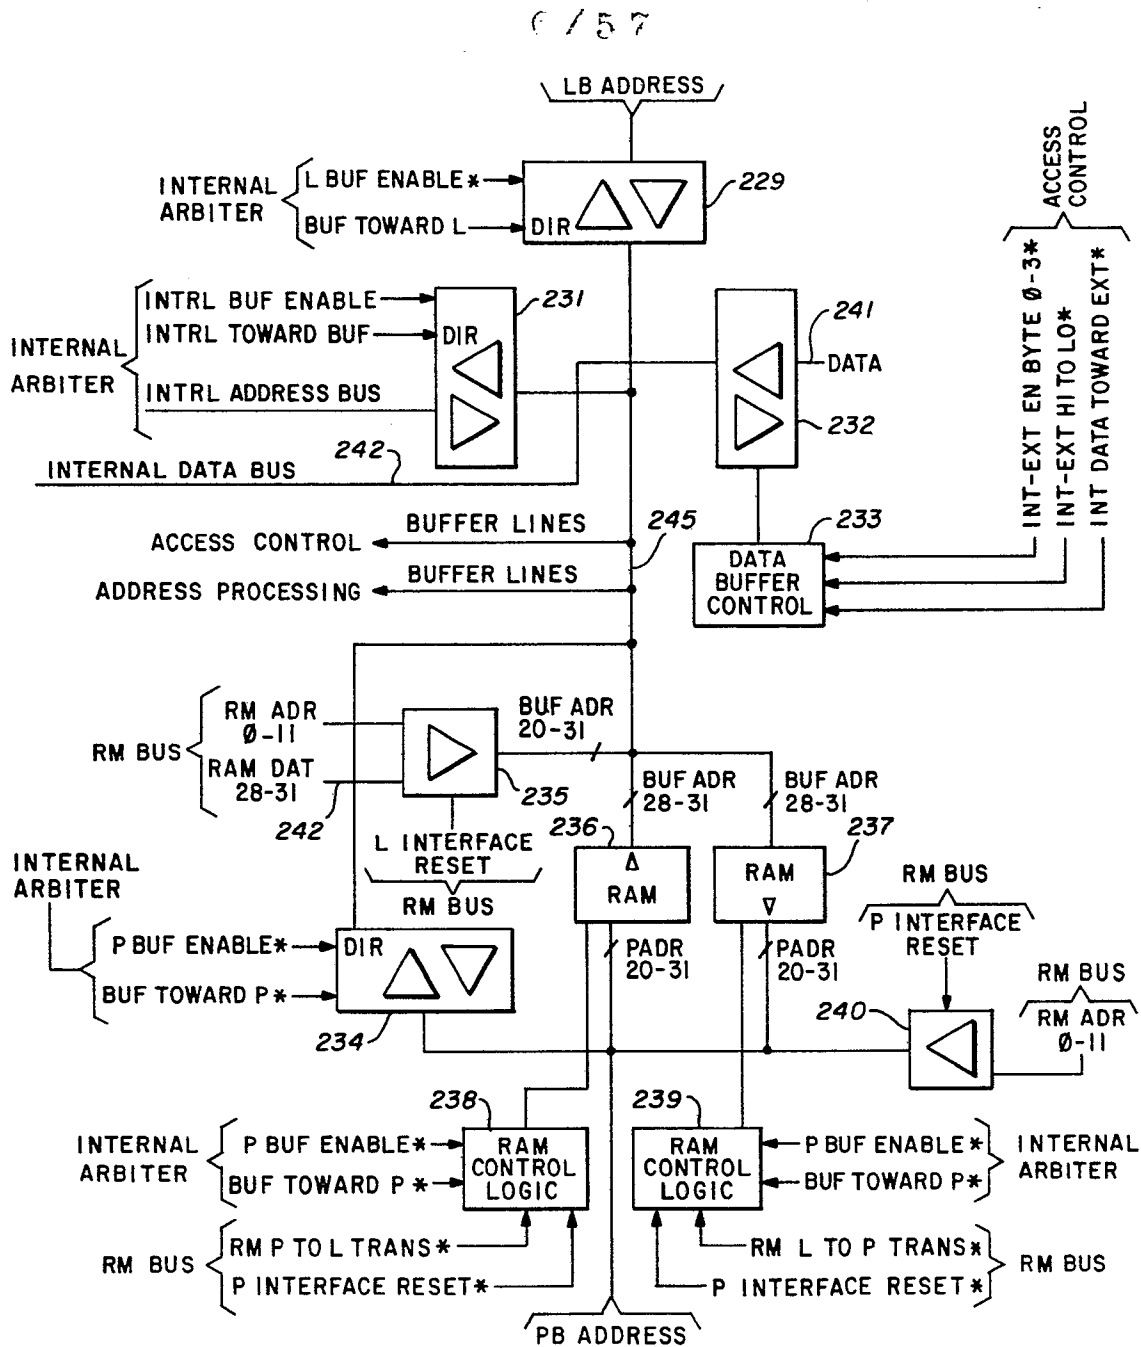 6/57
LB ADDRESS
INTERNAL
ARBITER
L BUF ENABLE*
BUF TOWARD L
DIR
229
ACCESS
CONTROL
INT-EXT EN BYTE Ø-3*
INT-EXT HI TO LO*
INT DATA TOWARD EXT*
INTERNAL
ARBITER
INTRL BUF ENABLE
INTRL TOWARD BUF
INTRL ADDRESS BUS
DIR
231
241
DATA
232
INTERNAL DATA BUS
242
BUFFER LINES
ACCESS CONTROL
BUFFER LINES
ADDRESS PROCESSING
245
233
DATA
BUFFER
CONTROL
RM BUS
RM ADR
Ø-11
RAM DAT
28-31
242
235
BUF ADR
20-31
BUF ADR
28-31
BUF ADR
28-31
L INTERFACE
RESET
RM BUS
236
RAM
237
RAM
INTERNAL
ARBITER
P BUF ENABLE*
BUF TOWARD P*
DIR
234
PADR
20-31
PADR
20-31
RM BUS
P INTERFACE
RESET
240
RM BUS
RM ADR
Ø-11
238
RAM
CONTROL
LOGIC
239
RAM
CONTROL
LOGIC
INTERNAL
ARBITER
P BUF ENABLE*
BUF TOWARD P*
P BUF ENABLE*
BUF TOWARD P*
INTERNAL
ARBITER
RM BUS
RM P TO L TRANS*
P INTERFACE RESET*
RM L TO P TRANS*
P INTERFACE RESET*
RM BUS
PB ADDRESS